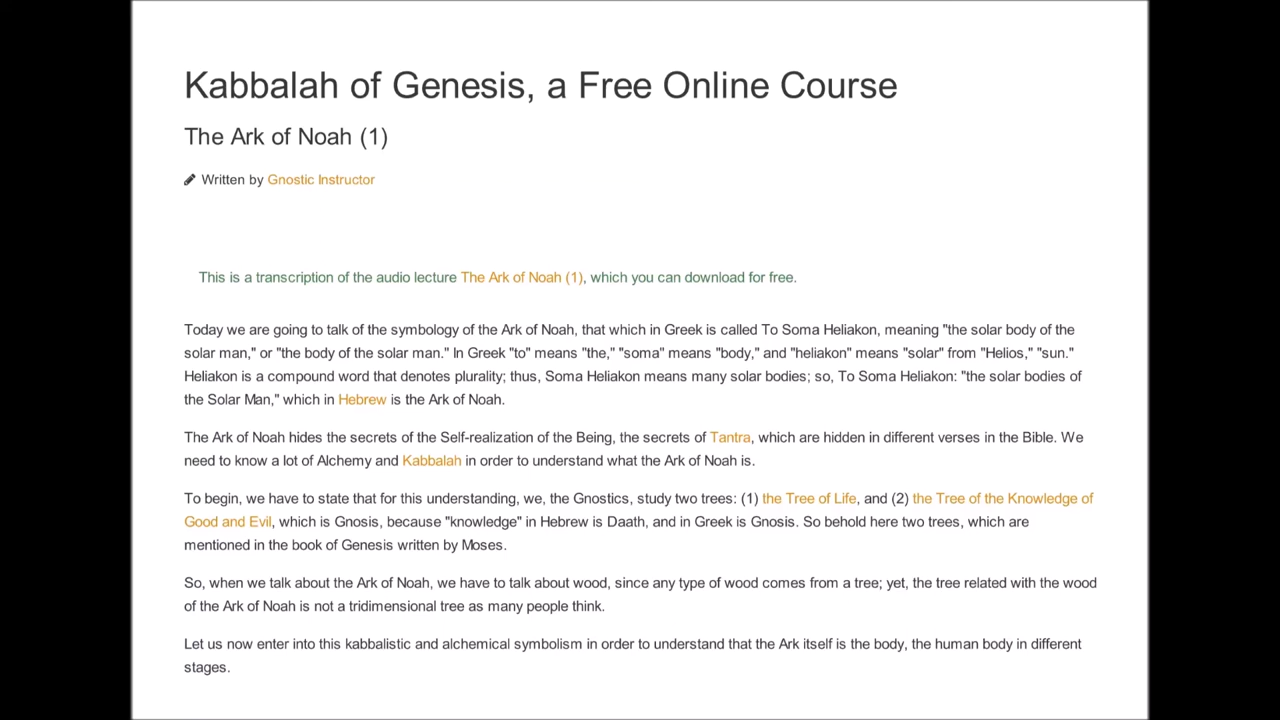 Kabbalah of Genesis, a Free Online Course
The Ark of Noah (1)
Written by Gnostic Instructor
This is a transcription of the audio lecture The Ark of Noah (1), which you can download for free.
Today we are going to talk of the symbology of the Ark of Noah, that which in Greek is called To Soma Heliakon, meaning "the solar body of the
solar man," or "the body of the solar man." In Greek "to" means "the," "soma" means "body," and "heliakon" means "solar" from "Helios," "sun."
Heliakon is a compound word that denotes plurality; thus, Soma Heliakon means many solar bodies; so, To Soma Heliakon: "the solar bodies of
the Solar Man," which in Hebrew is the Ark of Noah.
The Ark of Noah hides the secrets of the Self-realization of the Being, the secrets of Tantra, which are hidden in different verses in the Bible. We
need to know a lot of Alchemy and Kabbalah in order to understand what the Ark of Noah is.
To begin, we have to state that for this understanding, we, the Gnostics, study two trees: (1) the Tree of Life, and (2) the Tree of the Knowledge of
Good and Evil, which is Gnosis, because "knowledge" in Hebrew is Daath, and in Greek is Gnosis. So behold here two trees, which are
mentioned in the book of Genesis written by Moses.
So, when we talk about the Ark of Noah, we have to talk about wood, since any type of wood comes from a tree; yet, the tree related with the wood
of the Ark of Noah is not a tridimensional tree as many people think.
Let us now enter into this kabbalistic and alchemical symbolism in order to understand that the Ark itself is the body, the human body in different
stages.